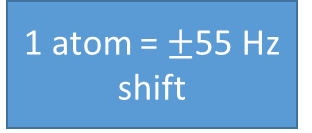 1 atom = ±55 Hz
shift